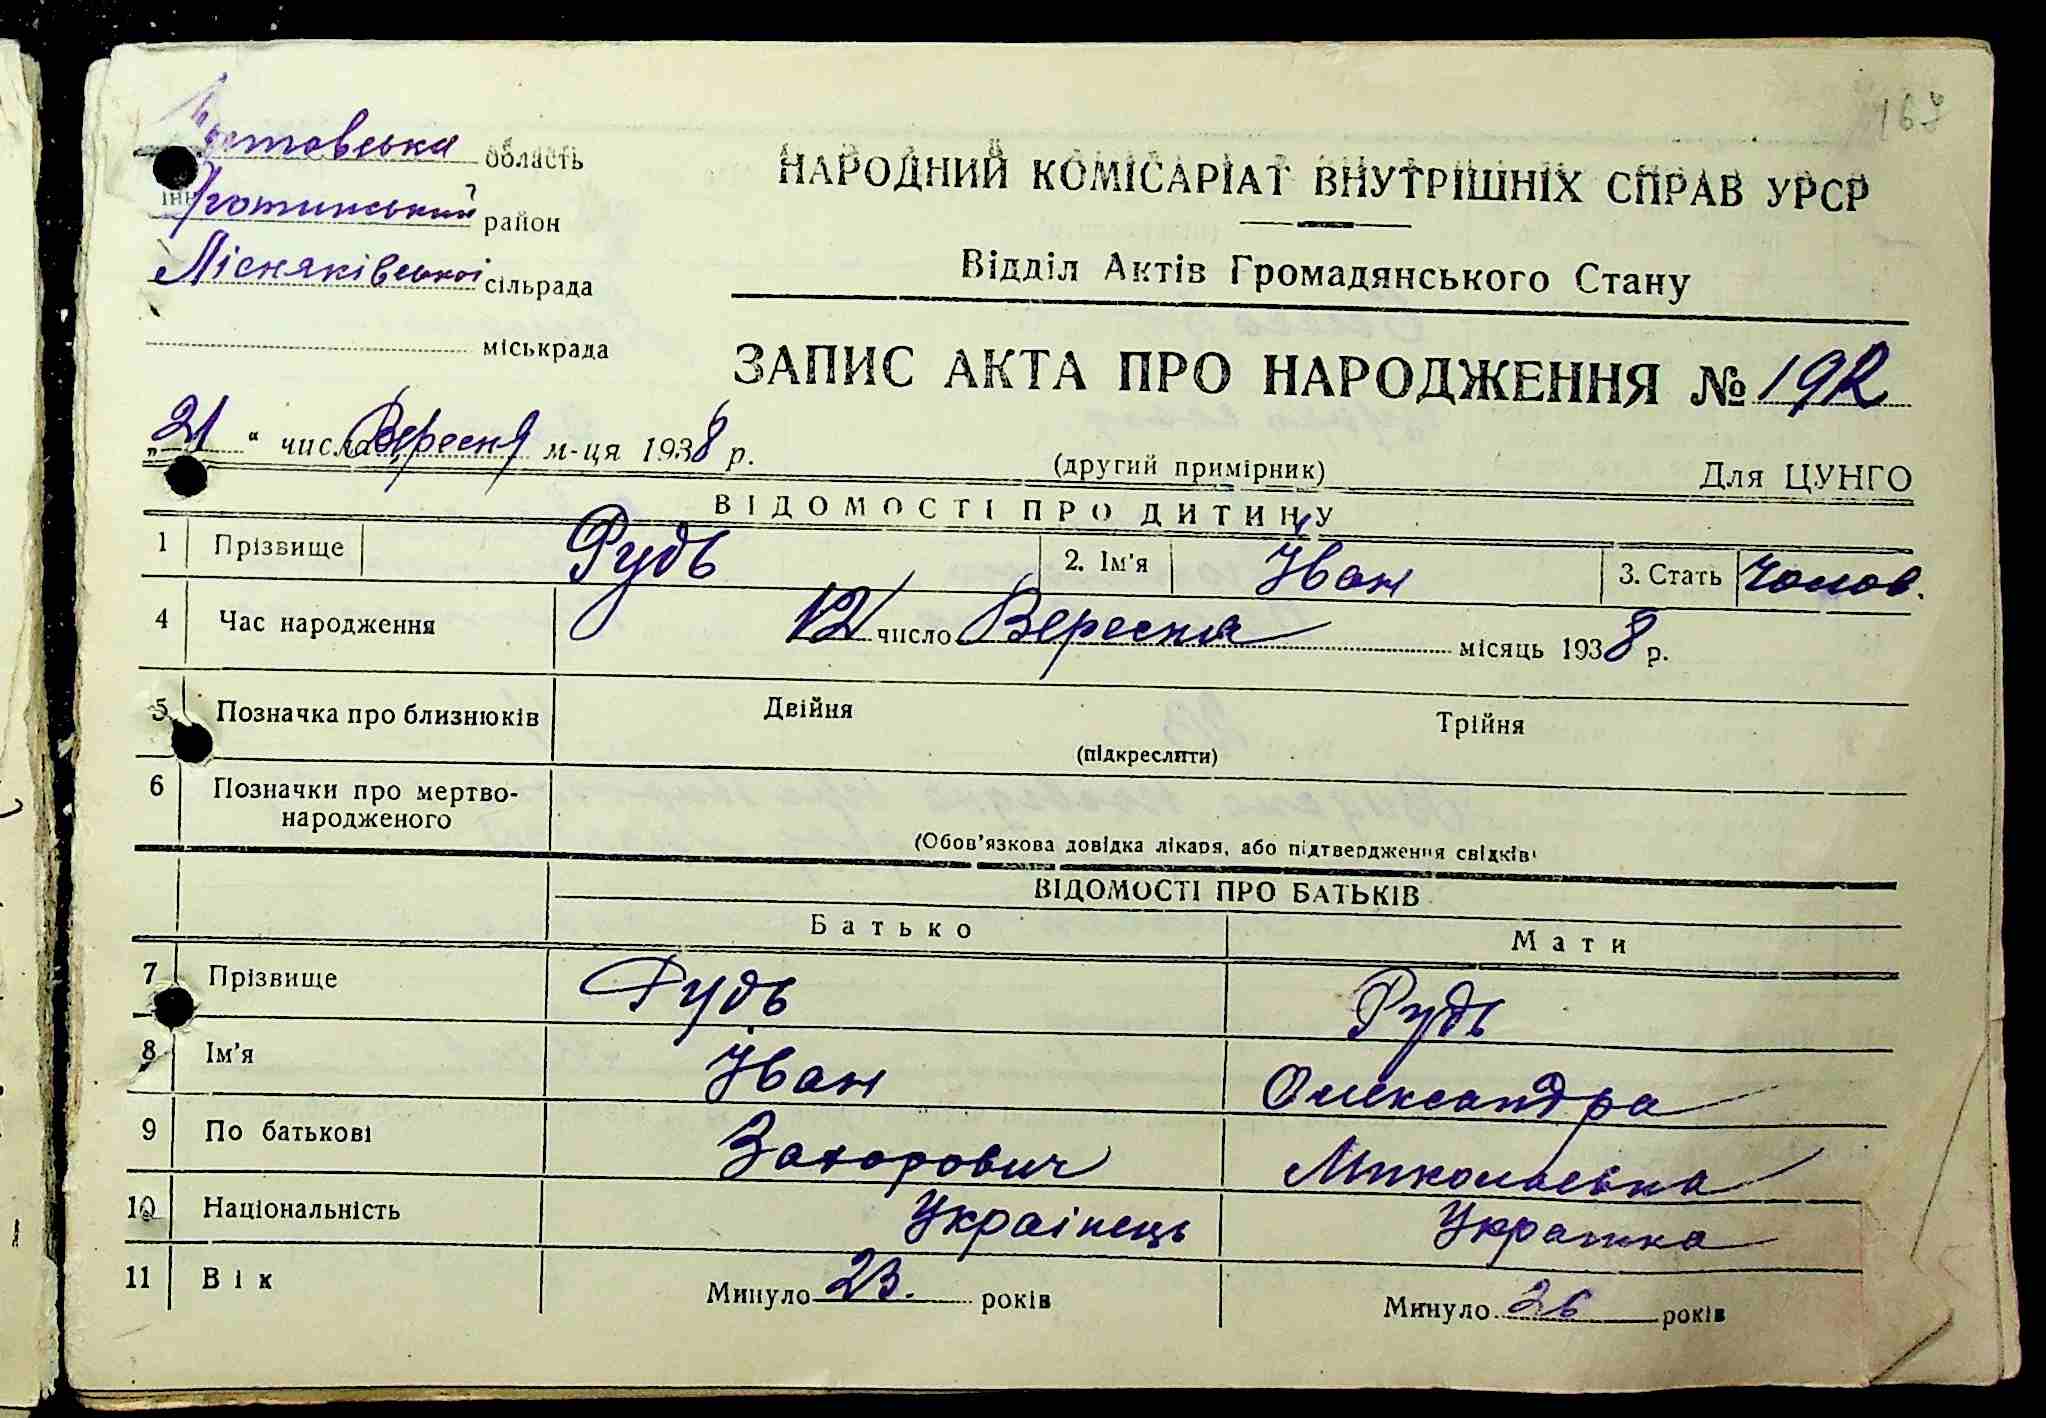 Полтавська область
Яготинський район
Лісняківської сільрада
міськрада
167
НАРОДНИЙ КОМІСАРІАТ ВНУТРІШНІХ СПРАВ УРСР
Відділ Актів Громадянського Стану
ЗАПИС АКТА ПРО НАРОДЖЕННЯ № 192
„21“ числа Вересня м-ця 1938 р.
(другий примірник)
Для ЦУНГО
ВІДОМОСТІ ПРО ДИТИНУ
1 Прізвище Рудь 2. Ім'я Іван 3. Стать Чолов.
4 Час народження 12 число Вересня місяць 1938 р.
5 Позначка про близнюків Двійня Трійня
(підкреслити)
6 Позначки про мертво-
народженого
(Обов'язкова довідка лікаря, або підтвердження свідків)
ВІДОМОСТІ ПРО БАТЬКІВ
Батько Мати
7 Прізвище Рудь Рудь
8 Ім'я Іван Олександра
9 По батькові Захорович Миколаєвна
10 Національність Українець Українка
11 Вік Минуло 23. років Минуло 26 років